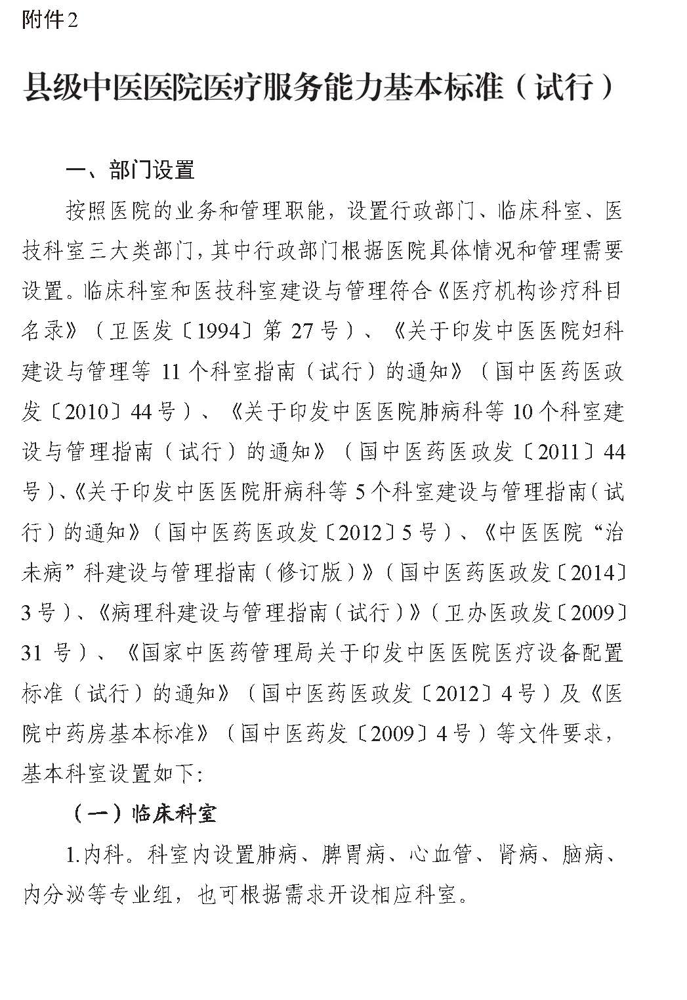 附件2
县级中医医院医疗服务能力基本标准（试行）
一、部门设置
按照医院的业务和管理职能，设置行政部门、临床科室、医
技科室三大类部门，其中行政部门根据医院具体情况和管理需要
设置。临床科室和医技科室建设与管理符合《医疗机构诊疗科目
名录》（卫医发〔1994〕第 27 号）、《关于印发中医医院妇科
建设与管理等 11 个科室指南（试行）的通知》（国中医药医政
发〔2010〕44 号）、《关于印发中医医院肺病科等 10 个科室建
设与管理指南（试行）的通知》（国中医药医政发〔2011〕44
号）、《关于印发中医医院肝病科等 5 个科室建设与管理指南（试
行）的通知》（国中医药医政发〔2012〕5 号）、《中医医院“治
未病”科建设与管理指南（修订版）》（国中医药医政发〔2014〕
3 号）、《病理科建设与管理指南（试行）》（卫办医政发〔2009〕
31 号）、《国家中医药管理局关于印发中医医院医疗设备配置
标准（试行）的通知》（国中医药医政发〔2012〕4 号）及《医
院中药房基本标准》（国中医药发〔2009〕4 号）等文件要求，
基本科室设置如下：
（一）临床科室
1.内科。科室内设置肺病、脾胃病、心血管、肾病、脑病、
内分泌等专业组，也可根据需求开设相应科室。